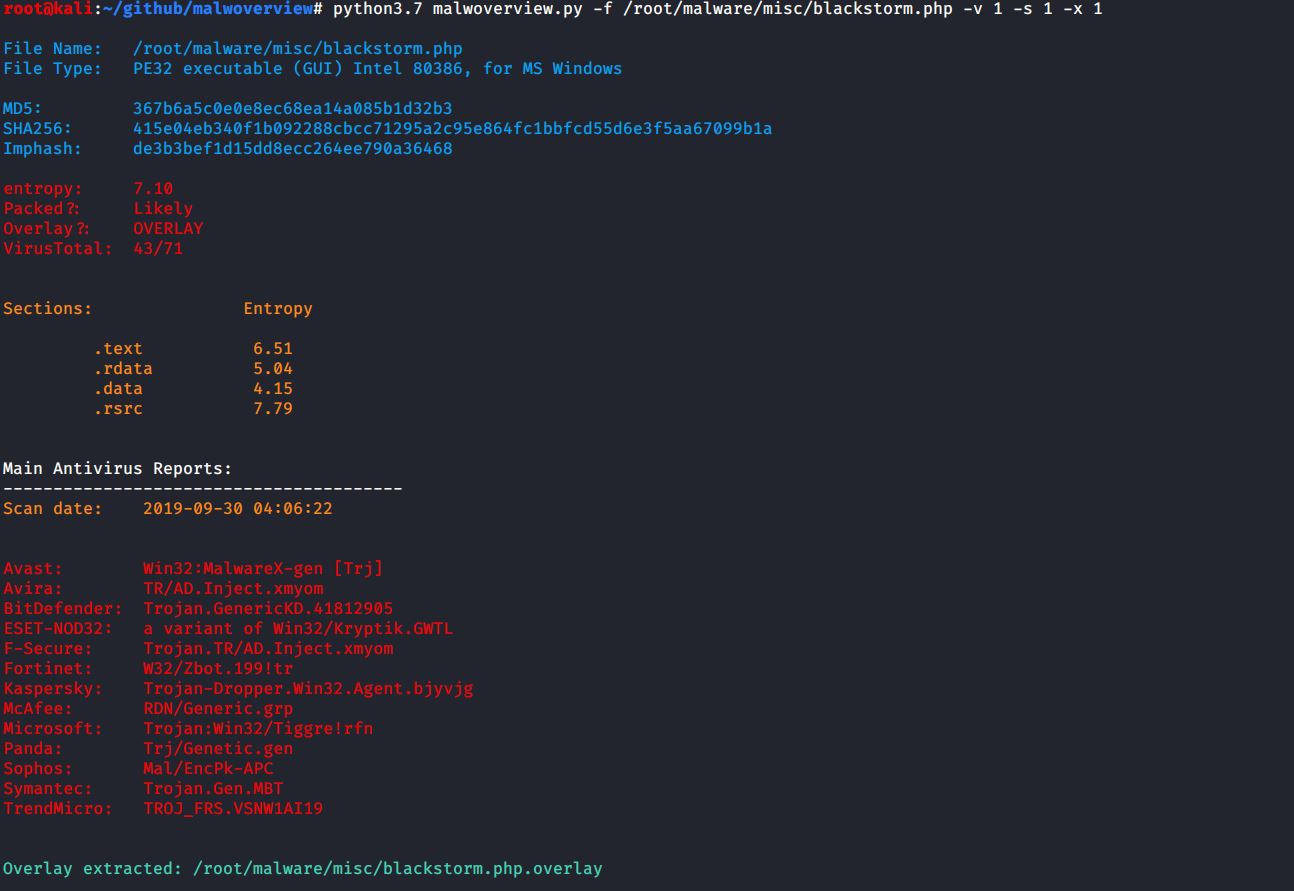 root@kali:~/github/malwoverview# python3.7 malwoverview.py -f /root/malware/misc/blackstorm.php -v 1 -s 1 -x 1
File Name: /root/malware/misc/blackstorm.php
File Type: PE32 executable (GUI) Intel 80386, for MS Windows
MD5: 367b6a5c0e0e8ec68ea14a085b1d32b3
SHA256: 415e04eb340f1b092288cbcc71295a2c95e864fc1bbfcd55d6e3f5aa67099b1a
Imphash: de3b3bef1d15dd8ecc264ee790a36468
entropy: 7.10
Packed?: Likely
Overlay?: OVERLAY
VirusTotal: 43/71
Sections: Entropy
.text 6.51
.rdata 5.04
.data 4.15
.rsrc 7.79
Main Antivirus Reports:
----------------------------------------
Scan date: 2019-09-30 04:06:22
Avast: Win32:MalwareX-gen [Trj]
Avira: TR/AD.Inject.xmyom
BitDefender: Trojan.GenericKD.41812905
ESET-NOD32: a variant of Win32/Kryptik.GWTL
F-Secure: Trojan.TR/AD.Inject.xmyom
Fortinet: W32/Zbot.199!tr
Kaspersky: Trojan-Dropper.Win32.Agent.bjyvjg
McAfee: RDN/Generic.grp
Microsoft: Trojan:Win32/Tiggre!rfn
Panda: Trj/Genetic.gen
Sophos: Mal/EncPk-APC
Symantec: Trojan.Gen.MBT
TrendMicro: TROJ_FRS.VSNW1AI19
Overlay extracted: /root/malware/misc/blackstorm.php.overlay